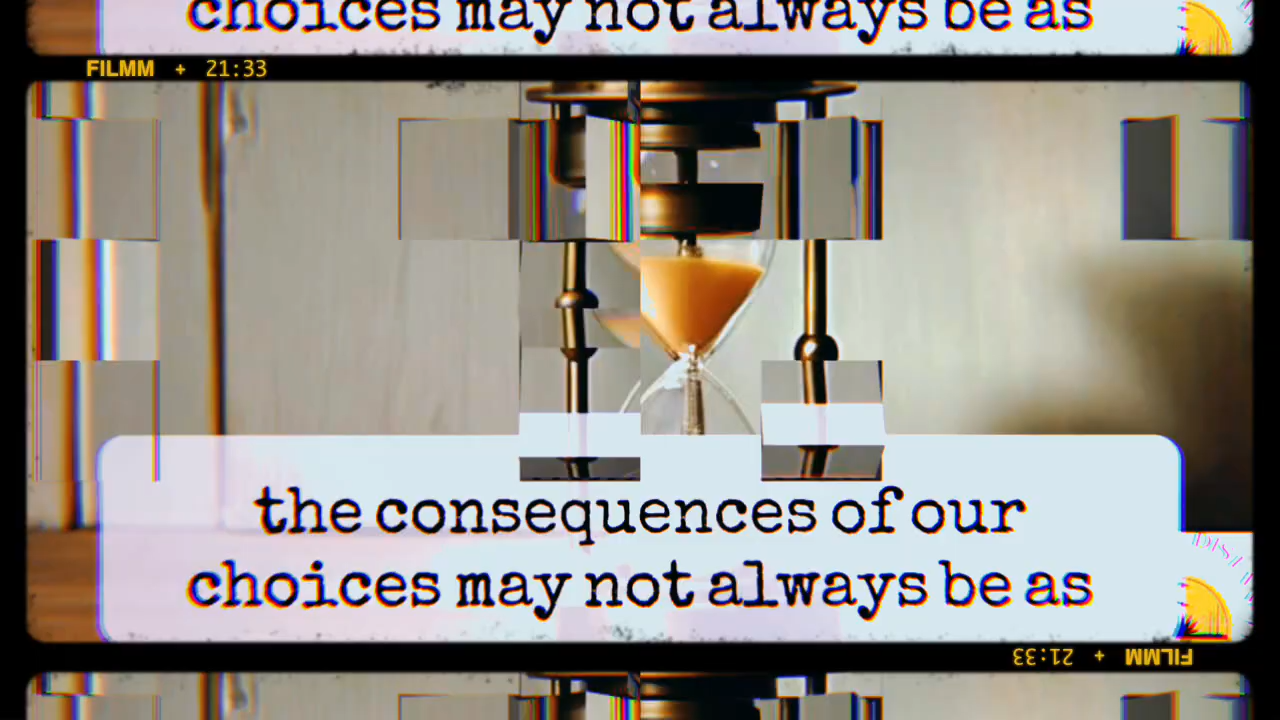 choices may not always be as
FILMM + 21:33
the consequences of our
choices may not always be as
FILMM + 21:33